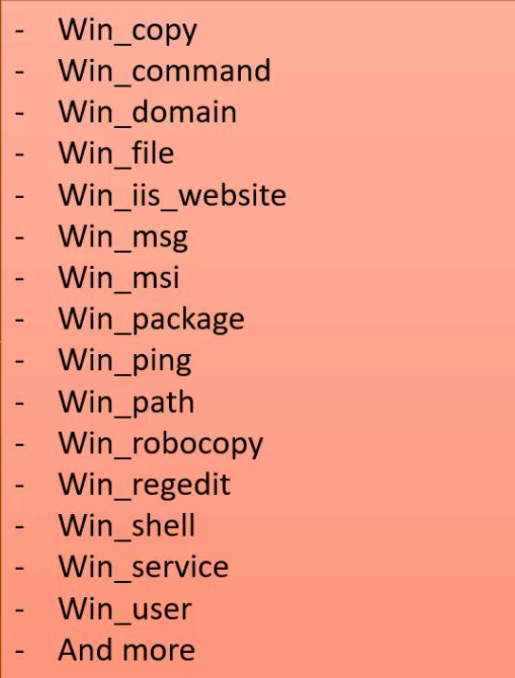 - Win_copy
- Win_command
- Win_domain
- Win_file
- Win_iis_website
- Win_msg
- Win_msi
- Win_package
- Win_ping
- Win_path
- Win_robocopy
- Win_regedit
- Win_shell
- Win_service
- Win_user
- And more